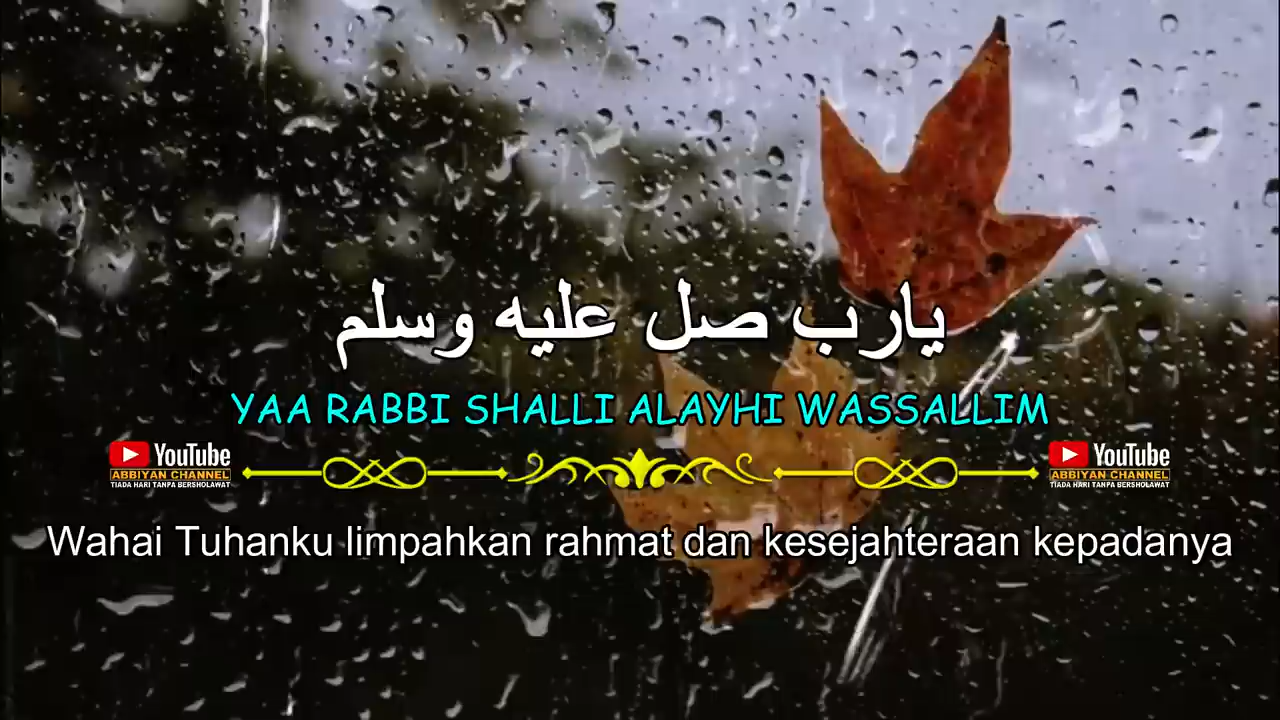 يارب صل عليه وسلم
YAA RABBI SHALLI ALAYHI WASSALLIM
YouTube
ABBIYAN CHANNEL
TIADA HARI TANPA BERSHOLAWAT
YouTube
ABBIYAN CHANNEL
TIADA HARI TANPA BERSHOLAWAT
Wahai Tuhanku limpahkan rahmat dan kesejahteraan kepadanya